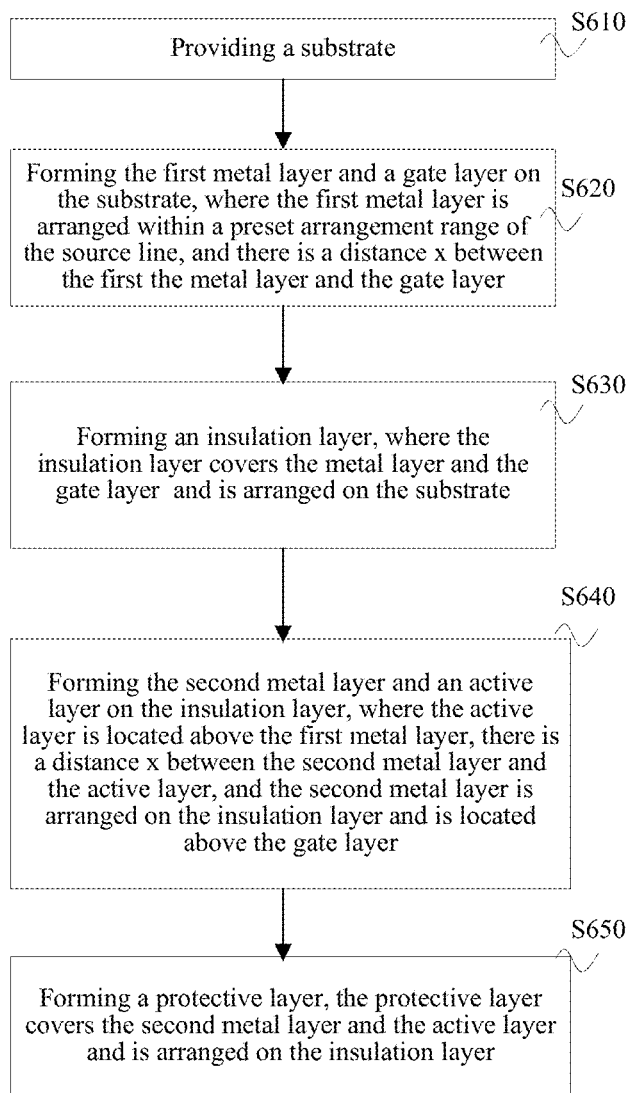 S610
Providing a substrate
Forming the first metal layer and a gate layer on
the substrate, where the first metal layer is
arranged within a preset arrangement range of
the source line, and there is a distance x between
the first the metal layer and the gate layer
S620
S630
Forming an insulation layer, where the
insulation layer covers the metal layer and the
gate layer and is arranged on the substrate
S640
Forming the second metal layer and an active
layer on the insulation layer, where the active
layer is located above the first metal layer, there is
a distance x between the second metal layer and
the active layer, and the second metal layer is
arranged on the insulation layer and is located
above the gate layer
S650
Forming a protective layer, the protective layer
covers the second metal layer and the active layer
and is arranged on the insulation layer